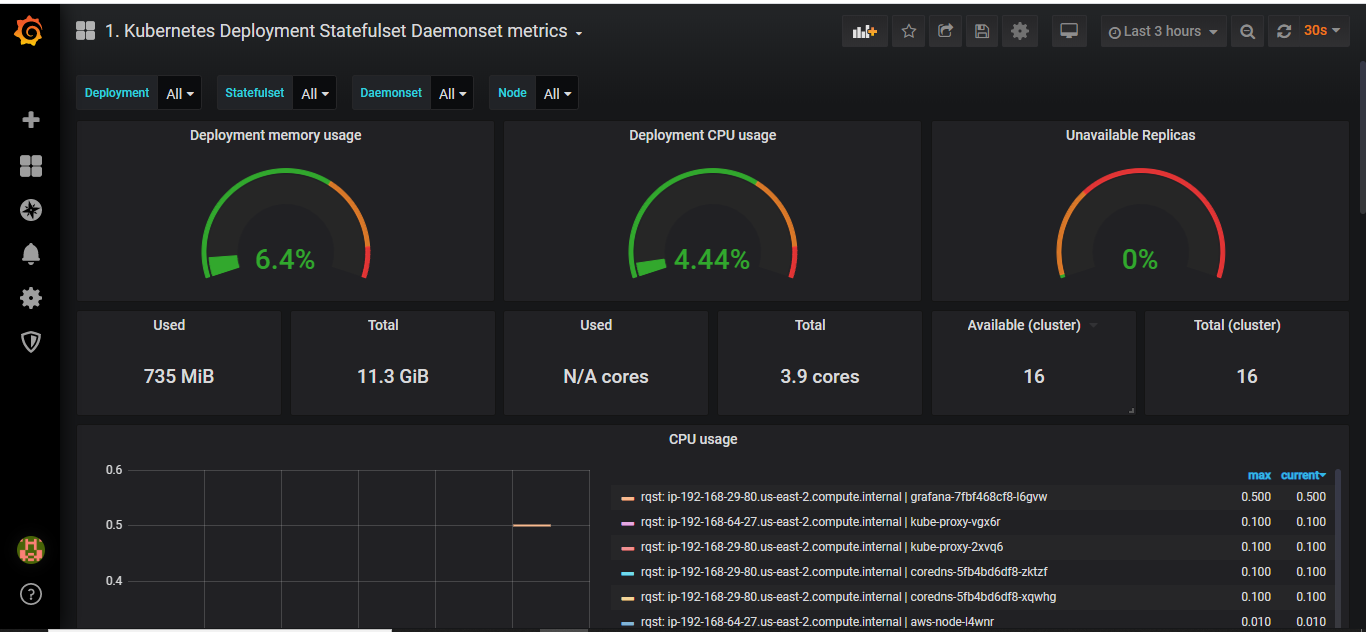 1. Kubernetes Deployment Statefulset Daemonset metrics
Last 3 hours
30s
Deployment All Statefulset All Daemonset All Node All
Deployment memory usage
6.4%
Deployment CPU usage
4.44%
Unavailable Replicas
0%
Used
735 MiB
Total
11.3 GiB
Used
N/A cores
Total
3.9 cores
Available (cluster)
16
Total (cluster)
16
CPU usage
0.6
0.5
0.4
max current
rqst: ip-192-168-29-80.us-east-2.compute.internal | grafana-7fbf468cf8-l6gvw 0.500 0.500
rqst: ip-192-168-64-27.us-east-2.compute.internal | kube-proxy-vgx6r 0.100 0.100
rqst: ip-192-168-29-80.us-east-2.compute.internal | kube-proxy-2xvq6 0.100 0.100
rqst: ip-192-168-29-80.us-east-2.compute.internal | coredns-5fb4bd6df8-zktzf 0.100 0.100
rqst: ip-192-168-29-80.us-east-2.compute.internal | coredns-5fb4bd6df8-xqwhg 0.100 0.100
rqst: ip-192-168-64-27.us-east-2.compute.internal | aws-node-l4wnr 0.010 0.010